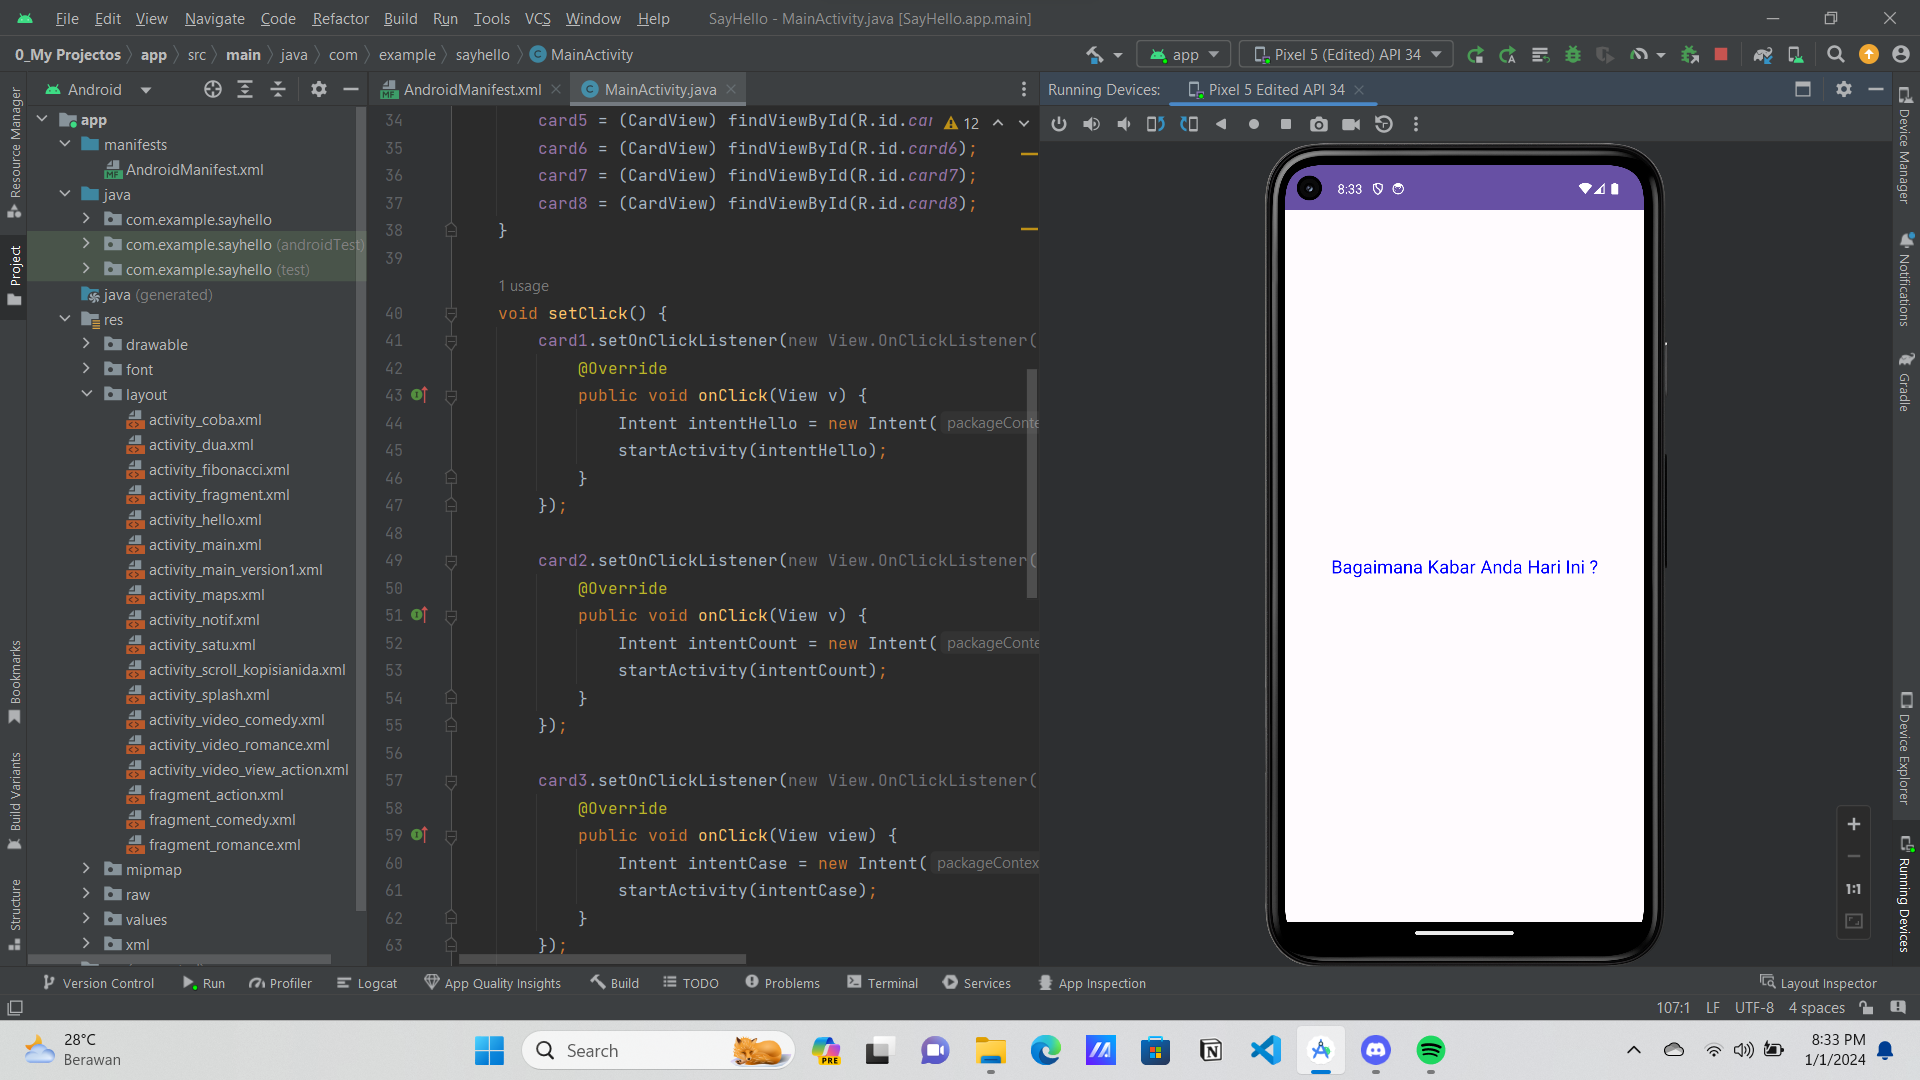 File Edit View Navigate Code Refactor Build Run Tools VCS Window Help SayHello - MainActivity.java [SayHello.app.main]
0_My Projectos app src main java com example sayhello MainActivity app Pixel 5 (Edited) API 34
Android
AndroidManifest.xml
MainActivity.java
Running Devices: Pixel 5 Edited API 34
Resource Manager
Project
Bookmarks
Build Variants
Structure
app
manifests
AndroidManifest.xml
java
com.example.sayhello
com.example.sayhello (androidTest)
com.example.sayhello (test)
java (generated)
res
drawable
font
layout
activity_coba.xml
activity_dua.xml
activity_fibonacci.xml
activity_fragment.xml
activity_hello.xml
activity_main.xml
activity_main_version1.xml
activity_maps.xml
activity_notif.xml
activity_satu.xml
activity_scroll_kopisianida.xml
activity_splash.xml
activity_video_comedy.xml
activity_video_romance.xml
activity_video_view_action.xml
fragment_action.xml
fragment_comedy.xml
fragment_romance.xml
mipmap
raw
values
xml
12
34 card5 = (CardView) findViewById(R.id.car
35 card6 = (CardView) findViewById(R.id.card6);
36 card7 = (CardView) findViewById(R.id.card7);
37 card8 = (CardView) findViewById(R.id.card8);
38 }
39
1 usage
40 void setClick() {
41 card1.setOnClickListener(new View.OnClickListener(
42 @Override
43 public void onClick(View v) {
44 Intent intentHello = new Intent( packageConte
45 startActivity(intentHello);
46 }
47 });
48
49 card2.setOnClickListener(new View.OnClickListener(
50 @Override
51 public void onClick(View v) {
52 Intent intentCount = new Intent( packageConte
53 startActivity(intentCount);
54 }
55 });
56
57 card3.setOnClickListener(new View.OnClickListener(
58 @Override
59 public void onClick(View view) {
60 Intent intentCase = new Intent( packageContex
61 startActivity(intentCase);
62 }
63 });
8:33
Bagaimana Kabar Anda Hari Ini ?
1:1
Device Manager
Notifications
Gradle
Device Explorer
Running Devices
Version Control Run Profiler Logcat App Quality Insights Build TODO Problems Terminal Services App Inspection Layout Inspector
107:1 LF UTF-8 4 spaces
28°C
Berawan
Search
PRE
8:33 PM
1/1/2024